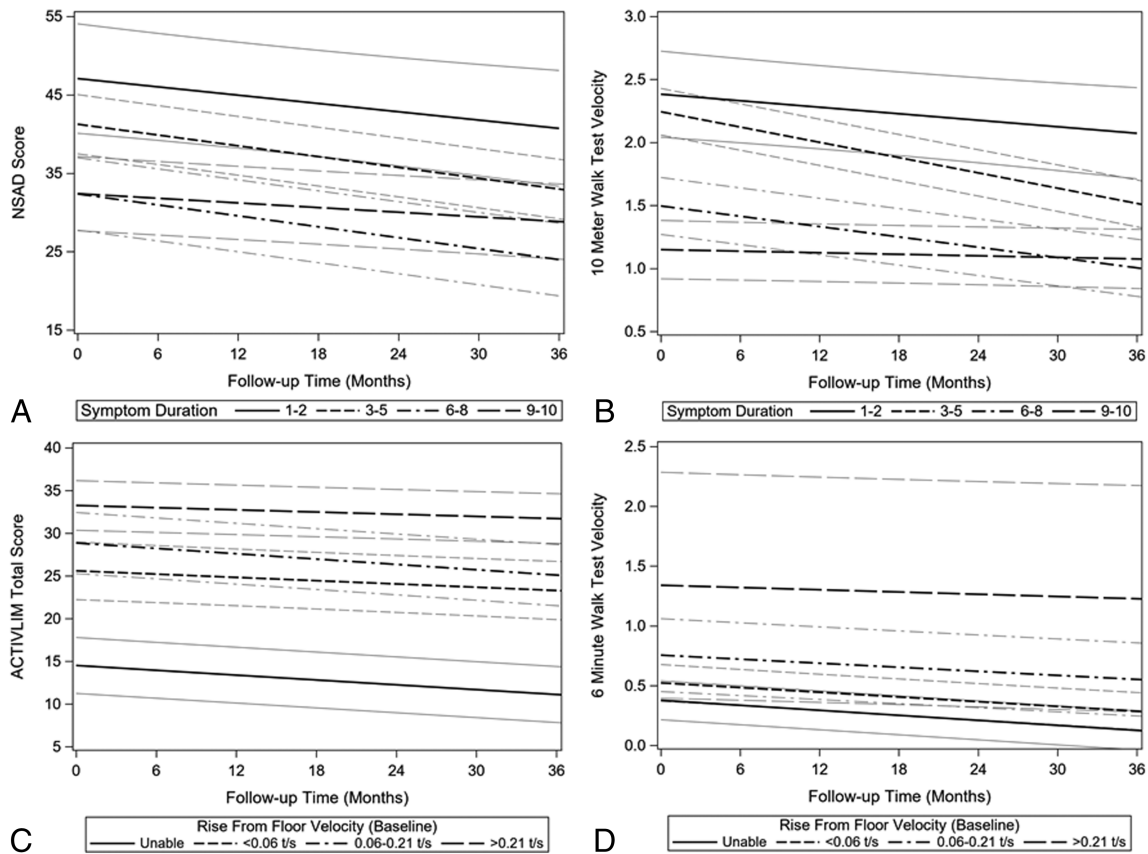 55
45
35
25
15
NSAD Score
0 6 12 18 24 30 36
Follow-up Time (Months)
Symptom Duration 1-2 3-5 6-8 9-10
A
3.0
2.5
2.0
1.5
1.0
0.5
10 Meter Walk Test Velocity
0 6 12 18 24 30 36
Follow-up Time (Months)
Symptom Duration 1-2 3-5 6-8 9-10
B
40
35
30
25
20
15
10
5
ACTIVLIM Total Score
0 6 12 18 24 30 36
Follow-up Time (Months)
Rise From Floor Velocity (Baseline)
Unable <0.06 t/s 0.06-0.21 t/s >0.21 t/s
C
2.5
2.0
1.5
1.0
0.5
0.0
6 Minute Walk Test Velocity
0 6 12 18 24 30 36
Follow-up Time (Months)
Rise From Floor Velocity (Baseline)
Unable <0.06 t/s 0.06-0.21 t/s >0.21 t/s
D